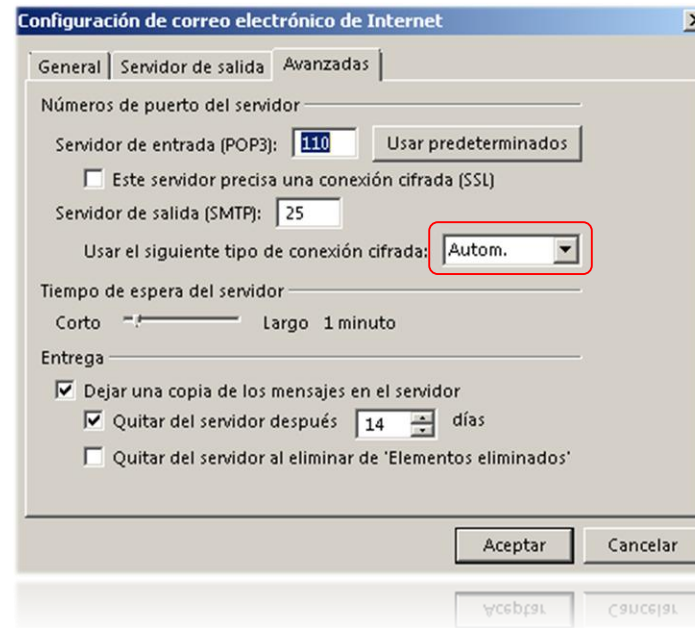 Configuración de correo electrónico de Internet
General Servidor de salida Avanzadas
Números de puerto del servidor
Servidor de entrada (POP3): 110 Usar predeterminados
Este servidor precisa una conexión cifrada (SSL)
Servidor de salida (SMTP): 25
Usar el siguiente tipo de conexión cifrada: Autom.
Tiempo de espera del servidor
Corto Largo 1 minuto
Entrega
Dejar una copia de los mensajes en el servidor
Quitar del servidor después 14 días
Quitar del servidor al eliminar de 'Elementos eliminados'
Aceptar Cancelar